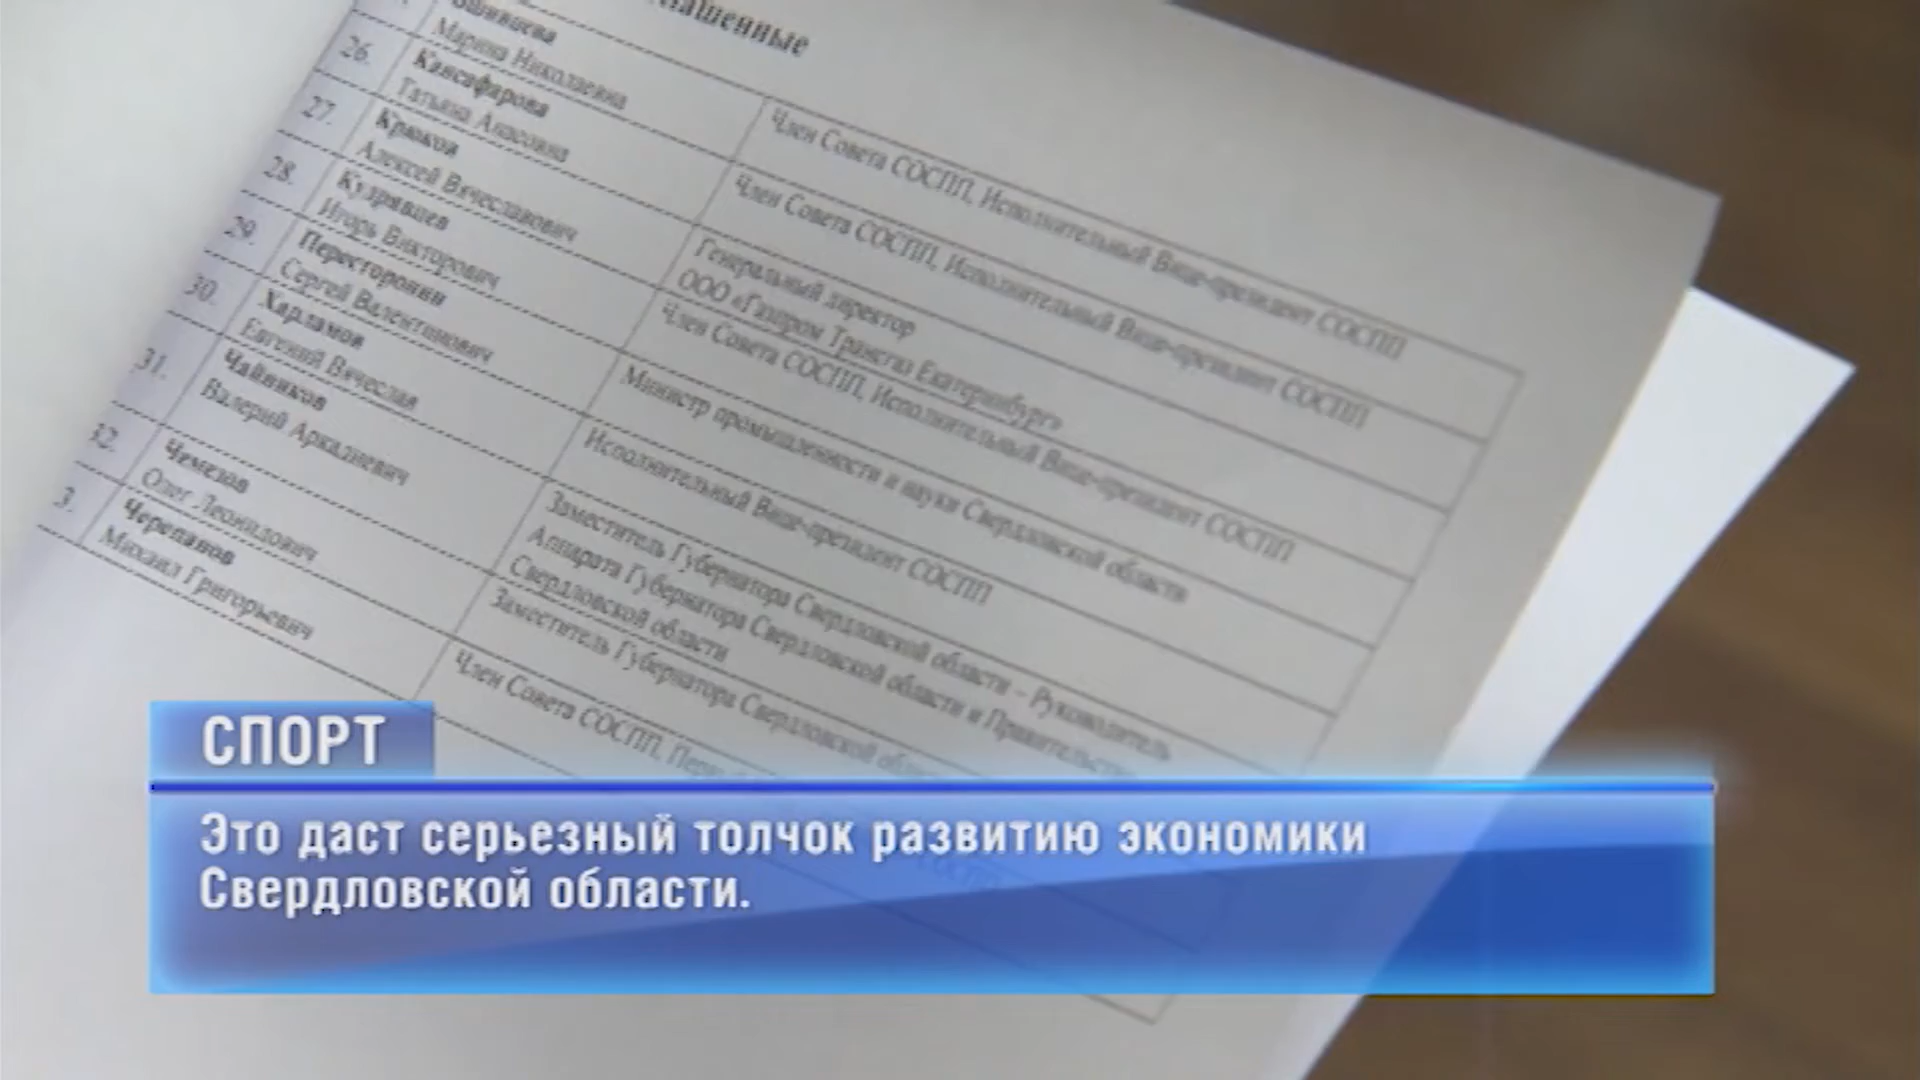 26.
Марина Николаевна
Кансафарова
Татьяна Анасовна
Член Совета СОСПП, Исполнительный Вице-президент СОСПП
27.
Крюков
Алексей Вячеславович
Член Совета СОСПП, Исполнительный Вице-президент СОСПП
28.
Кудрявцев
Игорь Викторович
Генеральный директор
ООО «Газпром Трансгаз Екатеринбург»
29.
Пересторонин
Сергей Валентинович
Член Совета СОСПП, Исполнительный Вице-президент СОСПП
30.
Харламов
Евгений Вячеслав
Министр промышленности и науки Свердловской области
31.
Чайников
Валерий Аркадиевич
Исполнительный Вице-президент СОСПП
32.
Чемезов
Олег Леонидович
Заместитель Губернатора Свердловской области – Руководитель
Аппарата Губернатора Свердловской области и Правительства
Свердловской области
3.
Черепанов
Михаил Григорьевич
Заместитель Губернатора Свердловской
Член Совета СОСПП,
СПОРТ
Это даст серьезный толчок развитию экономики
Свердловской области.